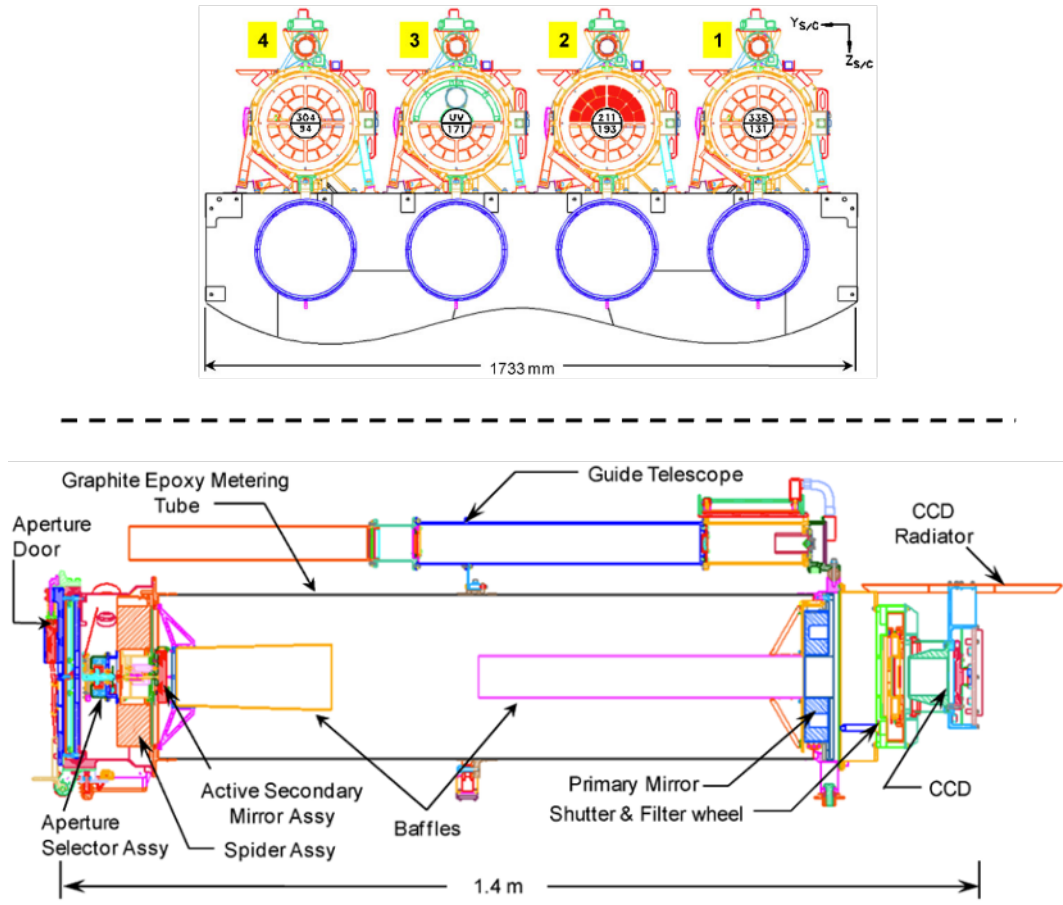 4
3
2
1
Y S/C
Z S/C
304
94
UV
171
211
193
335
131
1733 mm
Graphite Epoxy Metering
Tube
Guide Telescope
Aperture
Door
CCD
Radiator
Aperture
Selector Assy
Active Secondary
Mirror Assy
Spider Assy
Baffles
Primary Mirror
Shutter & Filter wheel
CCD
1.4 m